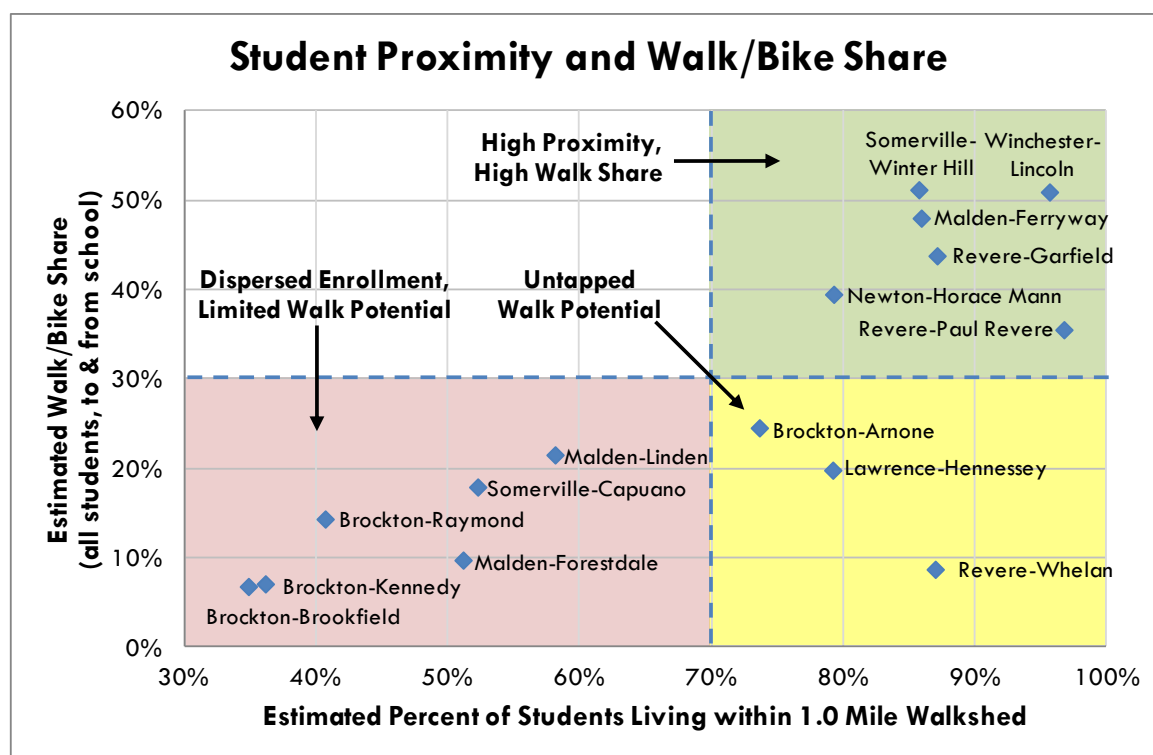 Student Proximity and Walk/Bike Share
60%
50%
40%
30%
20%
10%
0%
Estimated Walk/Bike Share
(all students, to & from school)
High Proximity,
High Walk Share
Somerville-
Winter Hill
Winchester-
Lincoln
Malden-Ferryway
Revere-Garfield
Dispersed Enrollment,
Limited Walk Potential
Untapped
Walk Potential
Newton-Horace Mann
Revere-Paul Revere
Brockton-Arnone
Malden-Linden
Lawrence-Hennessey
Somerville-Capuano
Brockton-Raymond
Malden-Forestdale
Revere-Whelan
Brockton-Kennedy
Brockton-Brookfield
30%
40%
50%
60%
70%
80%
90%
100%
Estimated Percent of Students Living within 1.0 Mile Walkshed